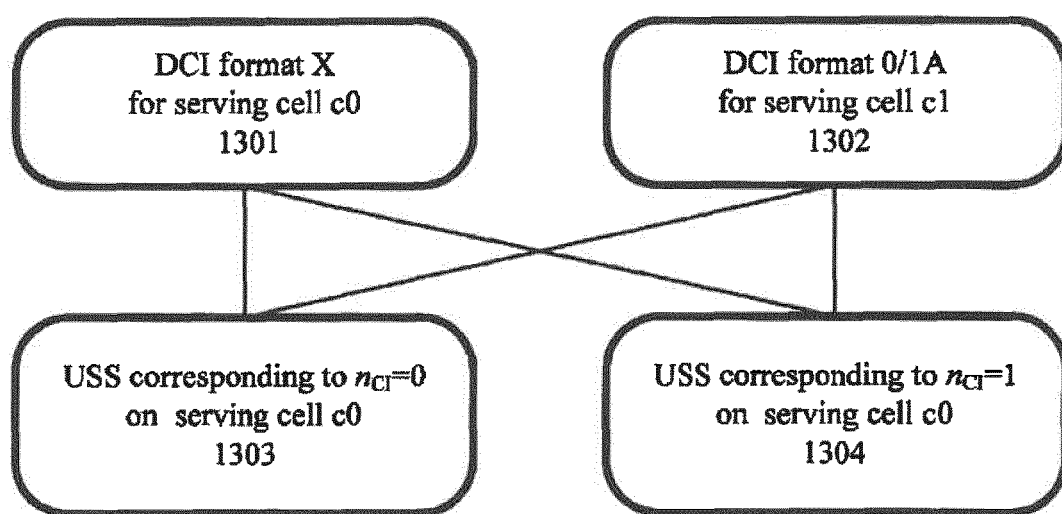 DCI format X
for serving cell c0
1301
DCI format 0/1A
for serving cell c1
1302
USS corresponding to nCI=0
on serving cell c0
1303
USS corresponding to nCI=1
on serving cell c0
1304